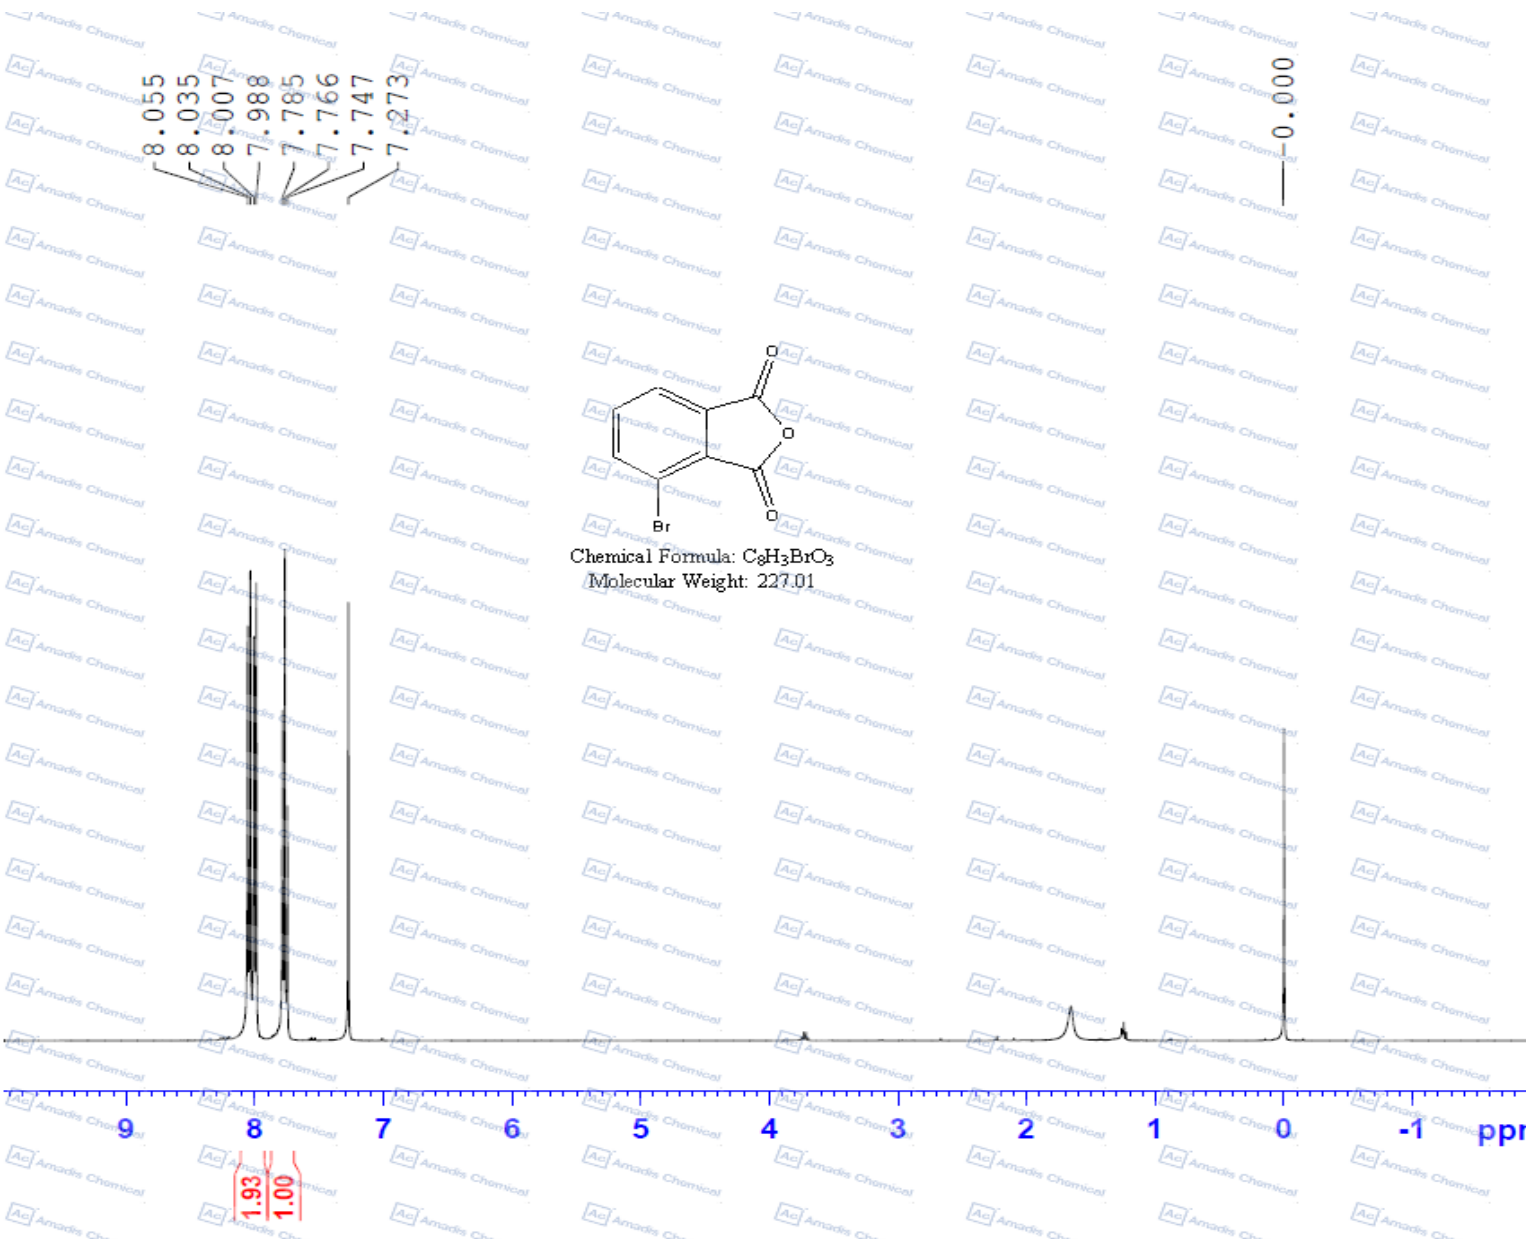 8.055
8.035
8.007
7.988
7.785
7.766
7.747
7.273
-0.000
O
O
O
Br
Chemical Formula: C₈H₃BrO₃
Molecular Weight: 227.01
9 8 7 6 5 4 3 2 1 0 -1 ppm
1.93
1.00
Ac Amadis Chemical